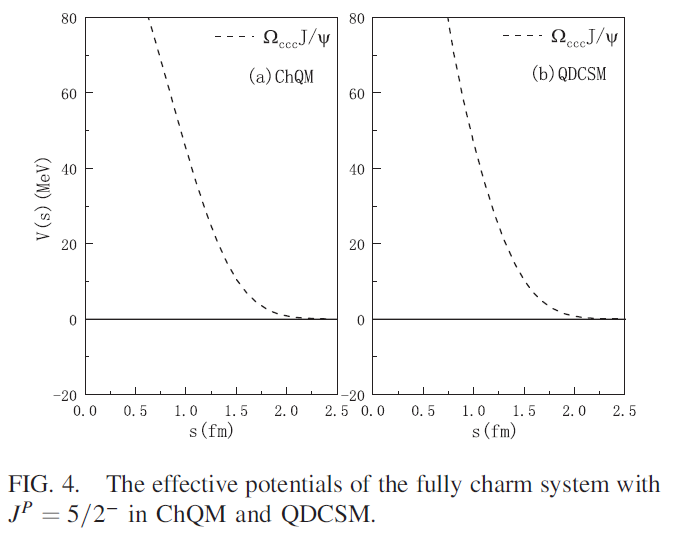 80
60
40
20
0
-20
V(s)(MeV)
Ω_ccc J/ψ
(a)ChQM
0.0 0.5 1.0 1.5 2.0 2.5
s(fm)
80
60
40
20
0
-20
Ω_ccc J/ψ
(b)QDCSM
0.0 0.5 1.0 1.5 2.0 2.5
s(fm)
FIG. 4. The effective potentials of the fully charm system with
J^P = 5/2^- in ChQM and QDCSM.